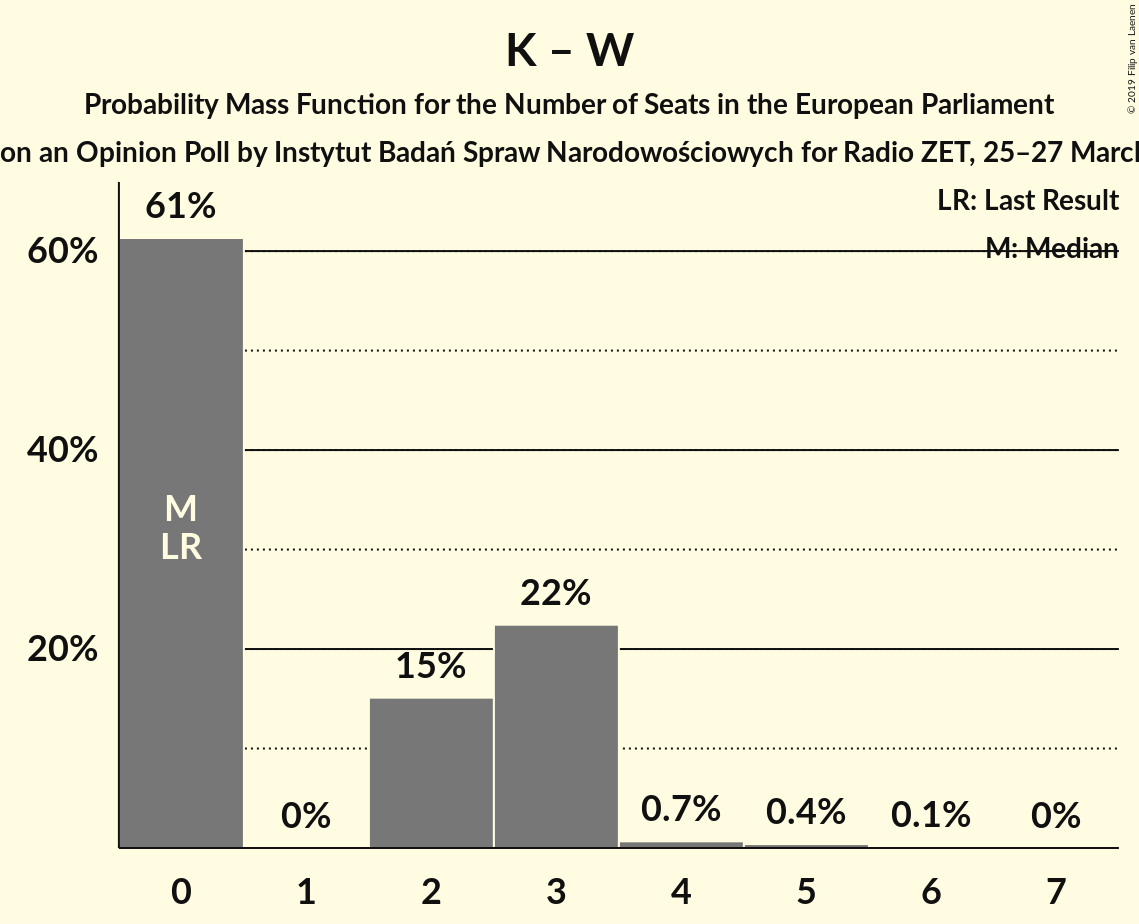 K – W
Probability Mass Function for the Number of Seats in the European Parliament
on an Opinion Poll by Instytut Badań Spraw Narodowościowych for Radio ZET, 25–27 March
© 2019 Filip van Laenen
LR: Last Result
M: Median
61%
60%
40%
M
LR
22%
20%
15%
0%
0.7%
0.4%
0.1%
0%
0 1 2 3 4 5 6 7